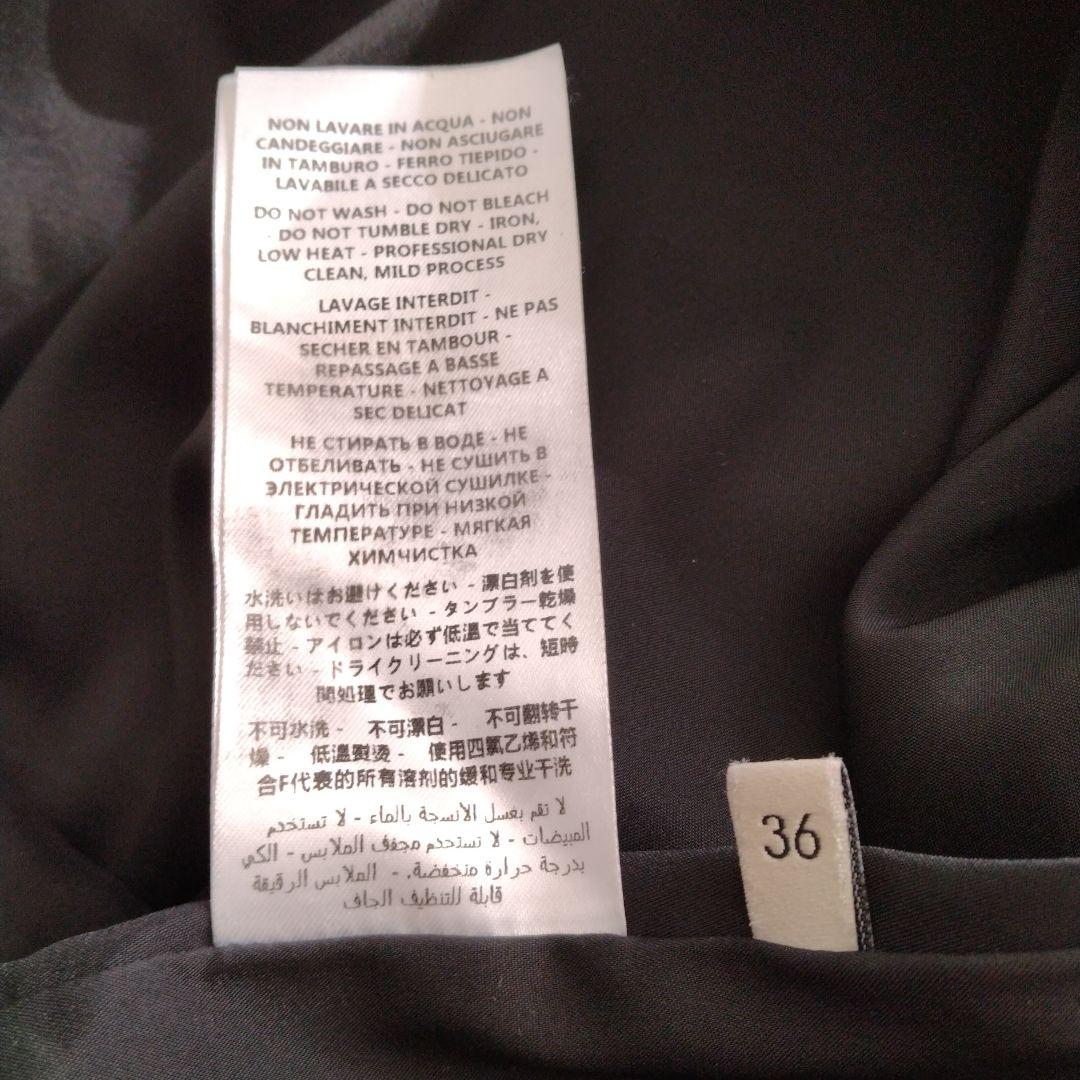 NON LAVARE IN ACQUA - NON
CANDEGGIARE - NON ASCIUGARE
IN TAMBURO - FERRO TIEPIDO -
LAVABILE A SECCO DELICATO
DO NOT WASH - DO NOT BLEACH
- DO NOT TUMBLE DRY - IRON,
LOW HEAT - PROFESSIONAL DRY
CLEAN, MILD PROCESS
LAVAGE INTERDIT -
BLANCHIMENT INTERDIT - NE PAS
SECHER EN TAMBOUR -
REPASSAGE A BASSE
TEMPERATURE - NETTOYAGE A
SEC DELICAT
НЕ СТИРАТЬ В ВОДЕ - НЕ
ОТБЕЛИВАТЬ - НЕ СУШИТЬ В
ЭЛЕКТРИЧЕСКОЙ СУШИЛКЕ -
ГЛАДИТЬ ПРИ НИЗКОЙ
ТЕМПЕРАТУРЕ - МЯГКАЯ
ХИМЧИСТКА
水洗いはお避けください - 漂白剤を使
用しないでください - タンブラー乾燥
禁止 - アイロンは必ず低温で当ててく
ださい - ドライクリーニングは、短時
間処理でお願いします
不可水洗 - 不可漂白 - 不可翻转干
燥 - 低温熨烫 - 使用四氯乙烯和符
合F代表的所有溶剂的缓和专业干洗
لا تقم بغسل الأنسجة بالماء - لا تستخدم
المبيضات - لا تستخدم مجفف الملابس - الكي
بدرجة حرارة منخفضة. - الملابس الرقيقة
قابلة للتنظيف الجاف
36